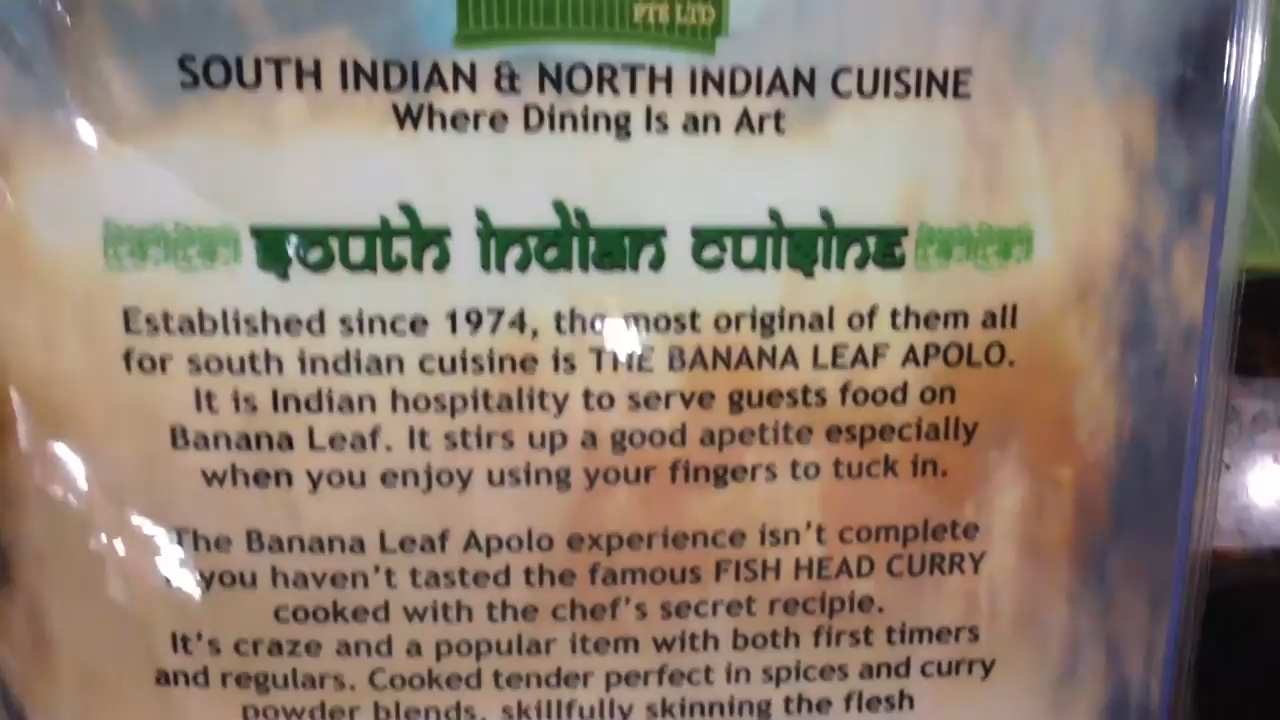 PTE LTD
SOUTH INDIAN & NORTH INDIAN CUISINE
Where Dining Is an Art
south indian cuisine
Established since 1974, the most original of them all
for south indian cuisine is THE BANANA LEAF APOLO.
It is Indian hospitality to serve guests food on
Banana Leaf. It stirs up a good apetite especially
when you enjoy using your fingers to tuck in.
The Banana Leaf Apolo experience isn't complete
you haven't tasted the famous FISH HEAD CURRY
cooked with the chef's secret recipie.
It's craze and a popular item with both first timers
and regulars. Cooked tender perfect in spices and curry
powder blends, skillfully skinning the flesh